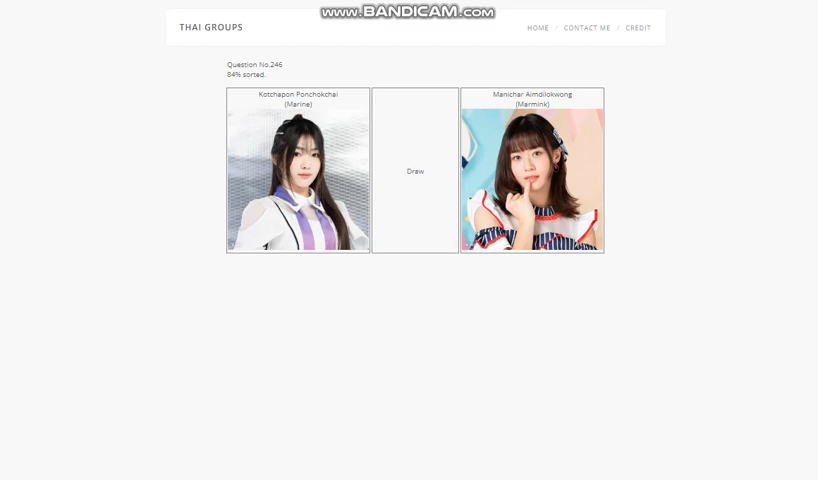 www.BANDICAM.com
THAI GROUPS
HOME / CONTACT ME / CREDIT
Question No.246
84% sorted.
Kotchapon Ponchokchai
(Marine)
Draw
Manichar Aimdilokwong
(Marmink)